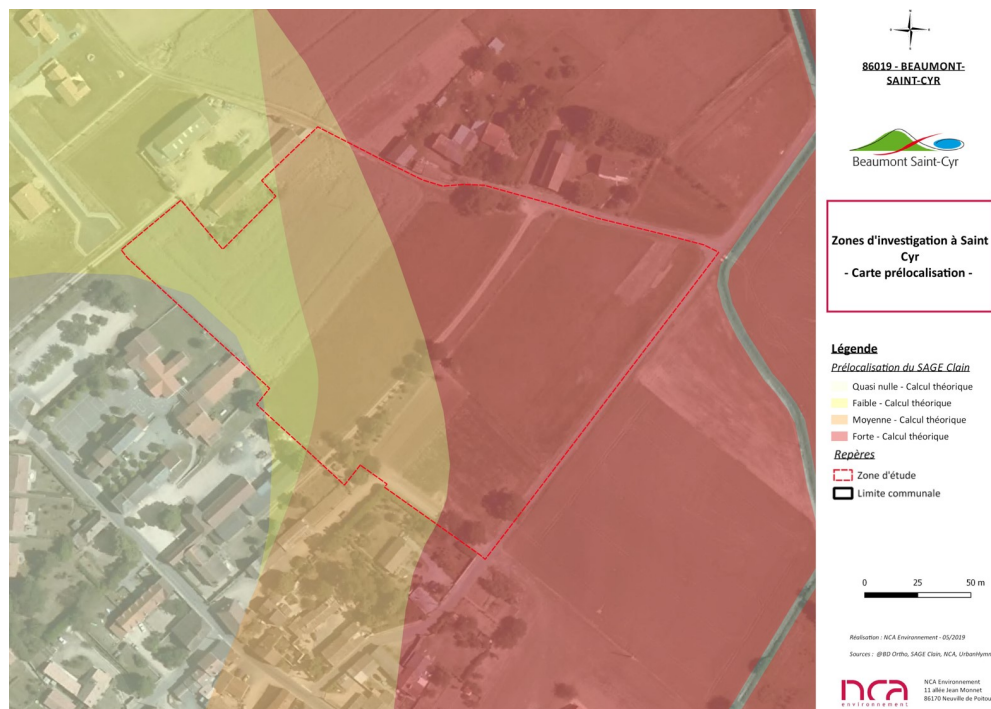 86019 - BEAUMONT-
SAINT-CYR
Beaumont Saint-Cyr
Zones d'investigation à Saint
Cyr
- Carte prélocalisation -
Légende
Prélocalisation du SAGE Clain
Quasi nulle - Calcul théorique
Faible - Calcul théorique
Moyenne - Calcul théorique
Forte - Calcul théorique
Repères
Zone d'étude
Limite communale
0 25 50 m
Réalisation : NCA Environnement - 05/2019
Sources : @BD Ortho, SAGE Clain, NCA, UrbanHymn
nca
environnement
NCA Environnement
11 allée Jean Monnet
86170 Neuville de Poitou